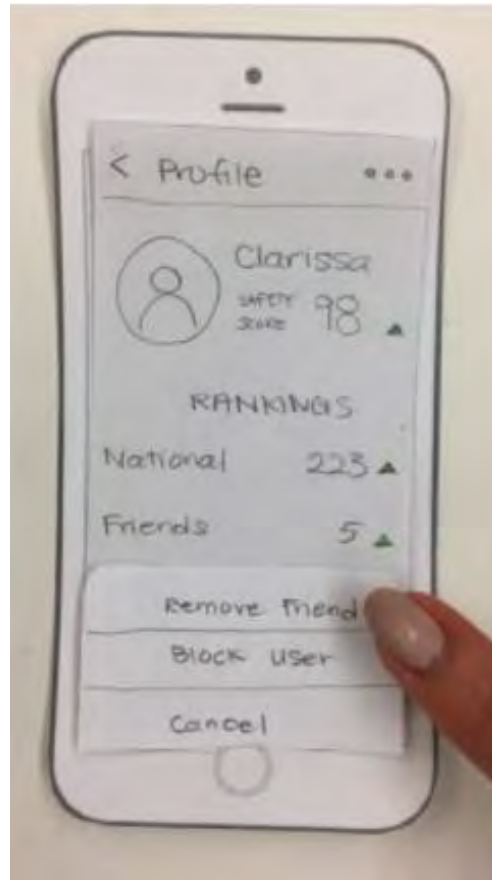 < Profile •••
Clarissa
SAFETY SCORE 98 ▲
RANKINGS
National 223 ▲
Friends 5 ▲
Remove Friend
Block User
Cancel